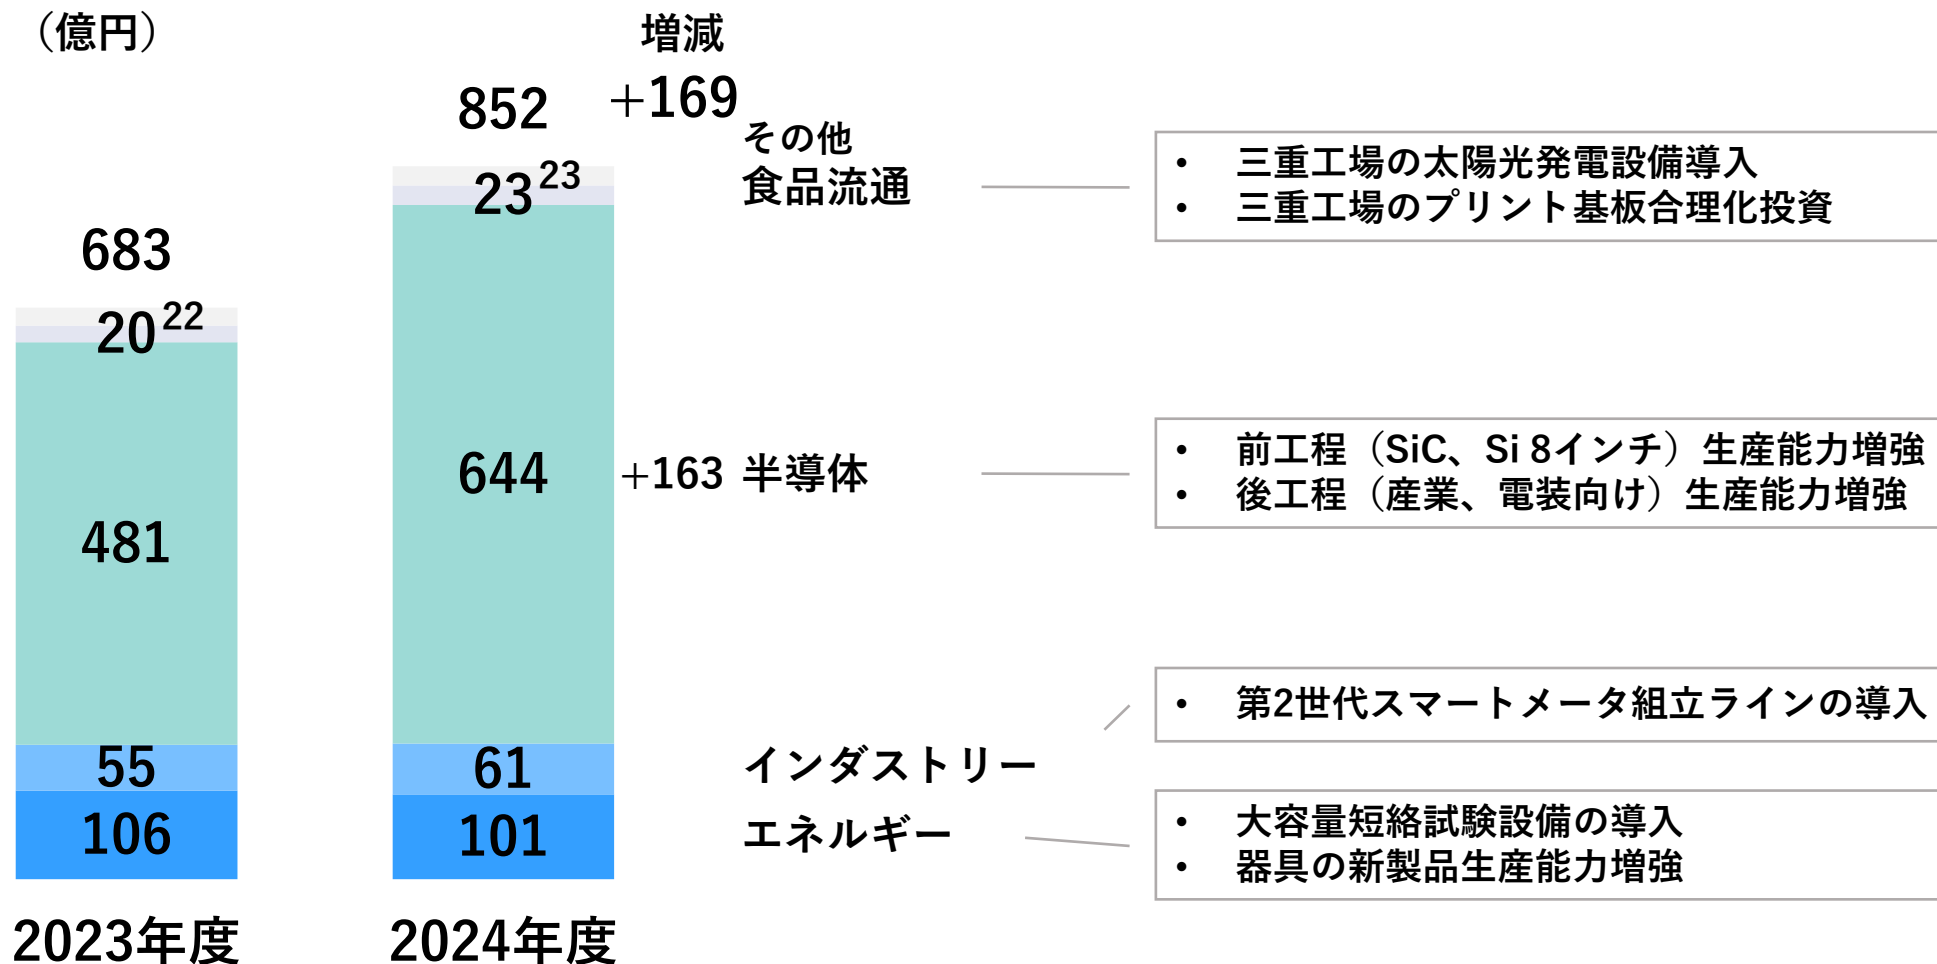 （億円）
増減
852
+169
その他
食品流通
23
23
683
20
22
481
644
+163
半導体
55
61
インダストリー
106
101
エネルギー
2023年度
2024年度
• 三重工場の太陽光発電設備導入
• 三重工場のプリント基板合理化投資
• 前工程（SiC、Si 8インチ）生産能力増強
• 後工程（産業、電装向け）生産能力増強
• 第2世代スマートメータ組立ラインの導入
• 大容量短絡試験設備の導入
• 器具の新製品生産能力増強